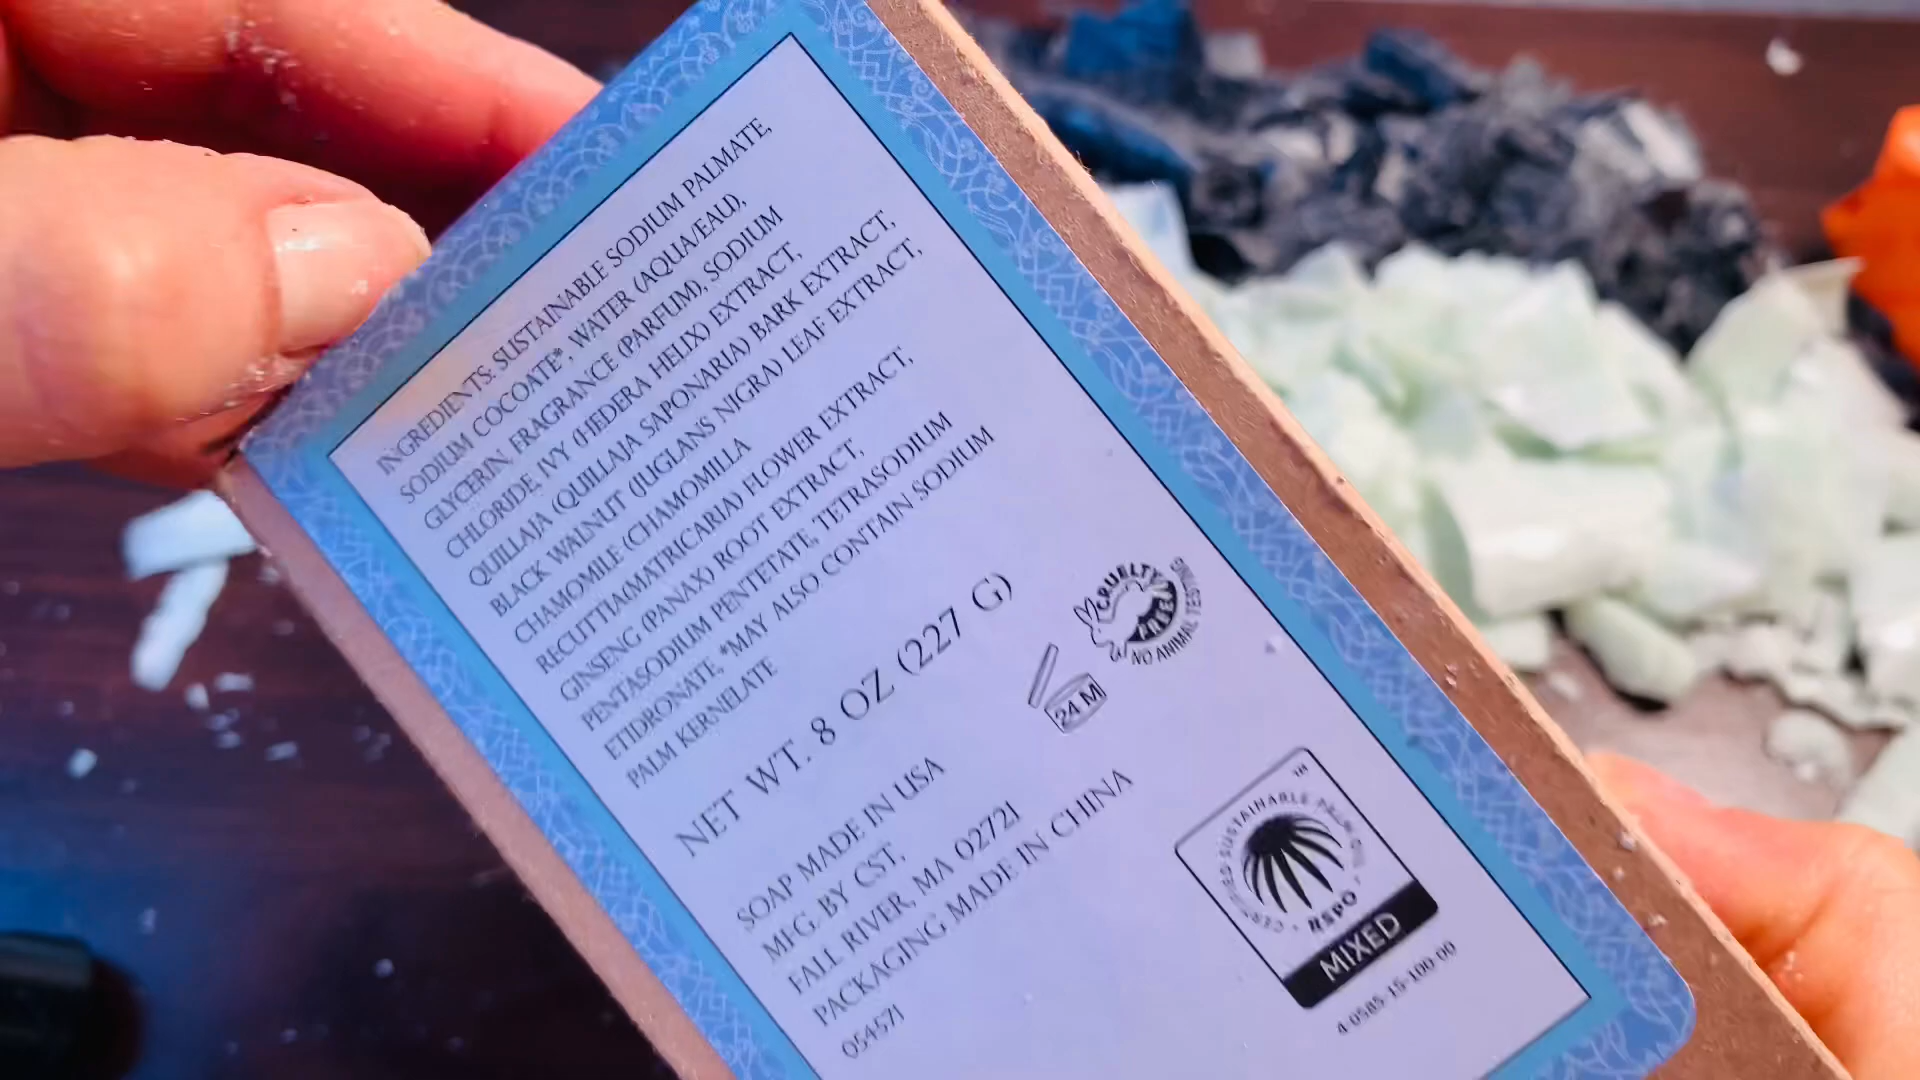 INGREDIENTS: SUSTAINABLE SODIUM PALMATE,
SODIUM COCOATE*, WATER (AQUA/EAU),
GLYCERIN, FRAGRANCE (PARFUM), SODIUM
CHLORIDE, IVY (HEDERA HELIX) EXTRACT,
QUILLAJA (QUILLAJA SAPONARIA) BARK EXTRACT,
BLACK WALNUT (JUGLANS NIGRA) LEAF EXTRACT,
CHAMOMILE (CHAMOMILLA
RECUTTIA(MATRICARIA) FLOWER EXTRACT,
GINSENG (PANAX) ROOT EXTRACT,
PENTASODIUM PENTETATE, TETRASODIUM
ETIDRONATE, *MAY ALSO CONTAIN SODIUM
PALM KERNELATE
NET WT. 8 OZ (227 G)
CRUELTY
FREE
NO ANIMAL TESTING
24 M
SOAP MADE IN USA
MFG. BY CST,
FALL RIVER, MA 02721
PACKAGING MADE IN CHINA
054571
TM
CERTIFIED SUSTAINABLE PALM OIL
RSPO
MIXED
4-0585-15-100-00